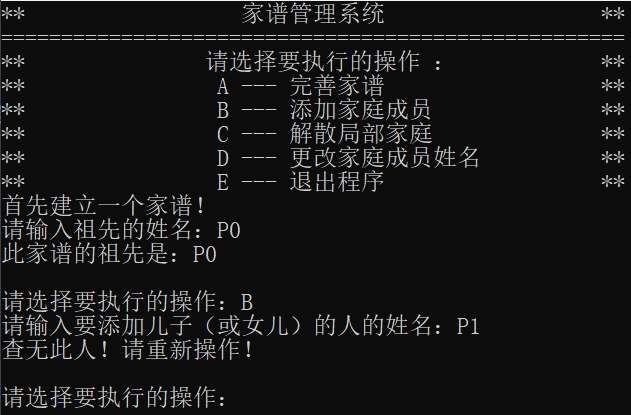 ** 家谱管理系统 **
====================================================
** 请选择要执行的操作 ： **
** A --- 完善家谱 **
** B --- 添加家庭成员 **
** C --- 解散局部家庭 **
** D --- 更改家庭成员姓名 **
** E --- 退出程序 **
首先建立一个家谱！
请输入祖先的姓名：P0
此家谱的祖先是：P0
请选择要执行的操作：B
请输入要添加儿子（或女儿）的人的姓名：P1
查无此人！请重新操作！
请选择要执行的操作：